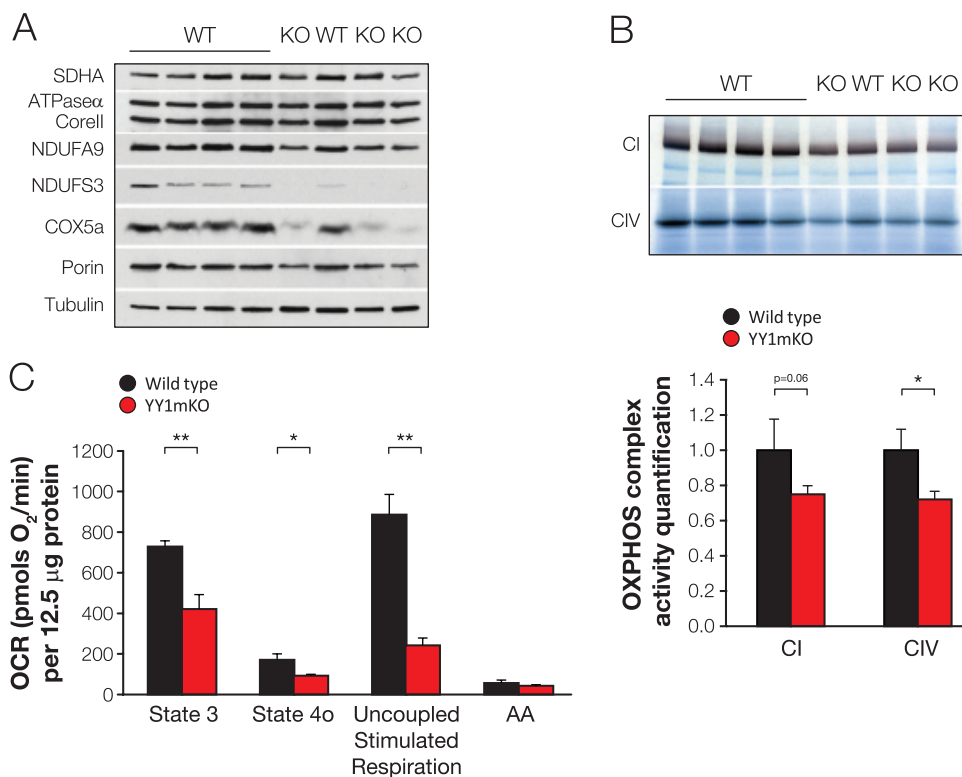 A
WT KO WT KO KO
SDHA
ATPaseα
CoreII
NDUFA9
NDUFS3
COX5a
Porin
Tubulin
B
WT KO WT KO KO
CI
CIV
Wild type
YY1mKO
OXPHOS complex
activity quantification
1.4
1.2
1.0
0.8
0.6
0.4
0.2
0.0
p=0.06
*
CI CIV
C
Wild type
YY1mKO
OCR (pmols O₂/min)
per 12.5 µg protein
1200
1000
800
600
400
200
0
** * **
State 3 State 4o Uncoupled AA
Stimulated
Respiration